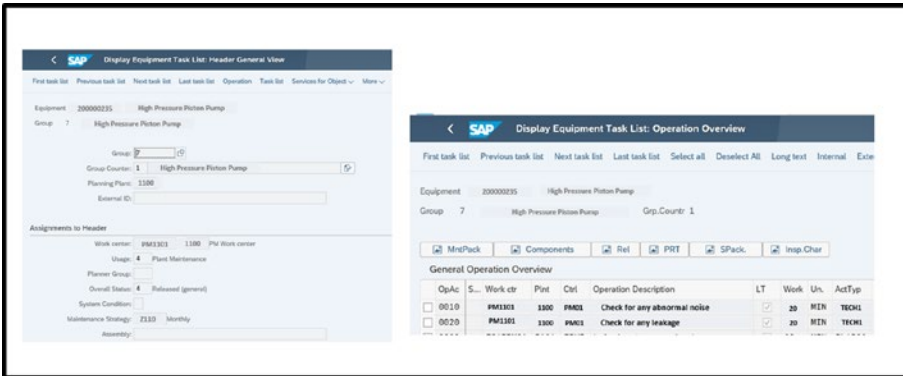 SAP Display Equipment Task List: Header General View
First task list Previous task list Next task list Last task list Operation Task list Services for Object More
Equipment 200000235 High Pressure Piston Pump
Group 7 High Pressure Piston Pump
Group: 7
Group Counter: 1 High Pressure Piston Pump
Planning Plant: 1100
External ID:
Assignments to Header
Work center: PM1101 1100 PM Work center
Usage: 4 Plant Maintenance
Planner Group:
Overall Status: 4 Released (general)
System Condition:
Maintenance Strategy: Z110 Monthly
Assembly:
SAP Display Equipment Task List: Operation Overview
First task list Previous task list Next task list Last task list Select all Deselect All Long text Internal Exte
Equipment 200000235 High Pressure Piston Pump
Group 7 High Pressure Piston Pump Grp.Countr 1
MntPack Components Rel PRT SPack. Insp.Char
General Operation Overview
OpAc S... Work ctr Plnt Ctrl Operation Description LT Work Un. ActTyp
0010 PM1101 1100 PM01 Check for any abnormal noise 20 MIN TECH1
0020 PM1101 1100 PM01 Check for any leakage 20 MIN TECH1